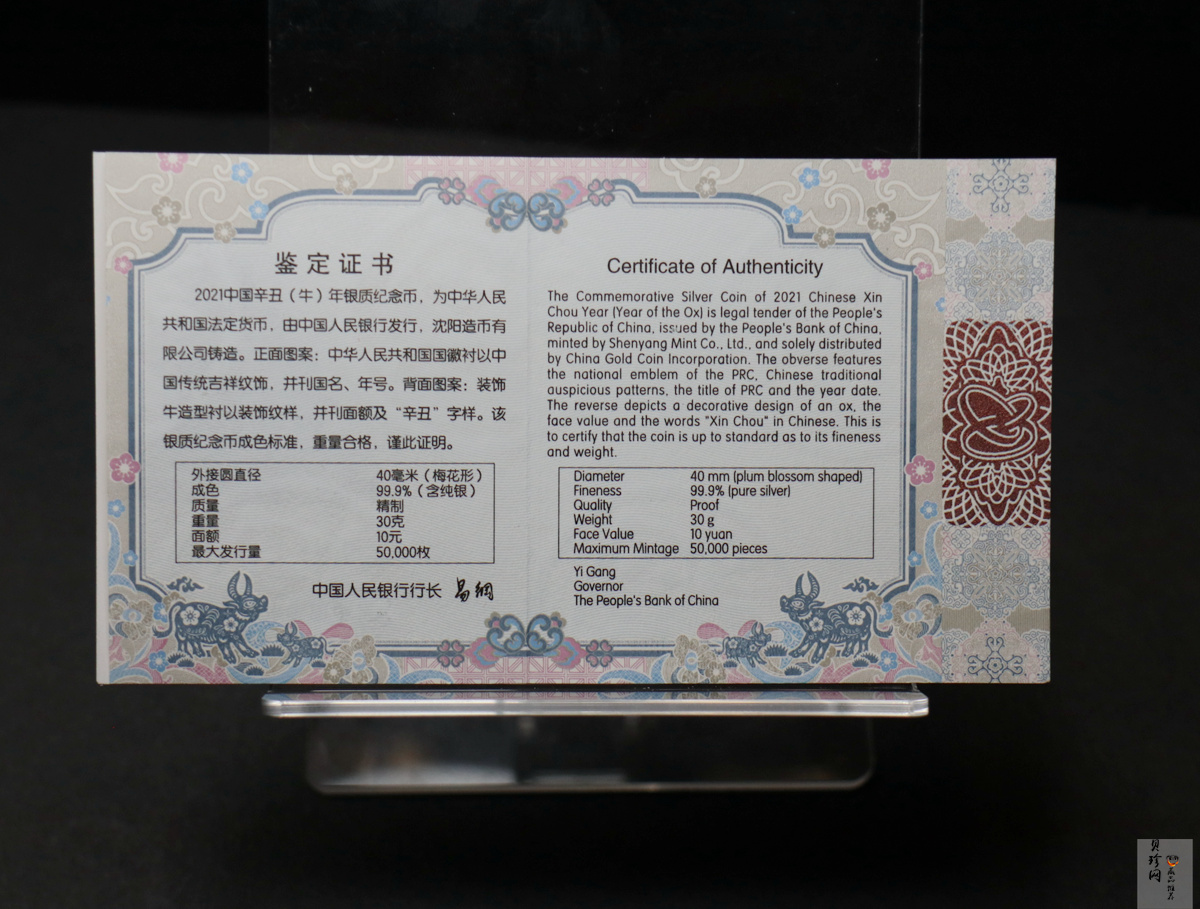 鉴定证书
2021中国辛丑（牛）年银质纪念币，为中华人民
共和国法定货币，由中国人民银行发行，沈阳造币有
限公司铸造。正面图案：中华人民共和国国徽衬以中
国传统吉祥纹饰，并刊国名、年号。背面图案：装饰
牛造型衬以装饰纹样，并刊面额及“辛丑”字样。该
银质纪念币成色标准，重量合格，谨此证明。
外接圆直径 40毫米（梅花形）
成色 99.9%（含纯银）
质量 精制
重量 30克
面额 10元
最大发行量 50,000枚
中国人民银行行长 易纲
Certificate of Authenticity
The Commemorative Silver Coin of 2021 Chinese Xin
Chou Year (Year of the Ox) is legal tender of the People's
Republic of China, issued by the People's Bank of China,
minted by Shenyang Mint Co., Ltd., and solely distributed
by China Gold Coin Incorporation. The obverse features
the national emblem of the PRC, Chinese traditional
auspicious patterns, the title of PRC and the year date.
The reverse depicts a decorative design of an ox, the
face value and the words "Xin Chou" in Chinese. This is
to certify that the coin is up to standard as to its fineness
and weight.
Diameter 40 mm (plum blossom shaped)
Fineness 99.9% (pure silver)
Quality Proof
Weight 30 g
Face Value 10 yuan
Maximum Mintage 50,000 pieces
Yi Gang
Governor
The People's Bank of China
贝珍网